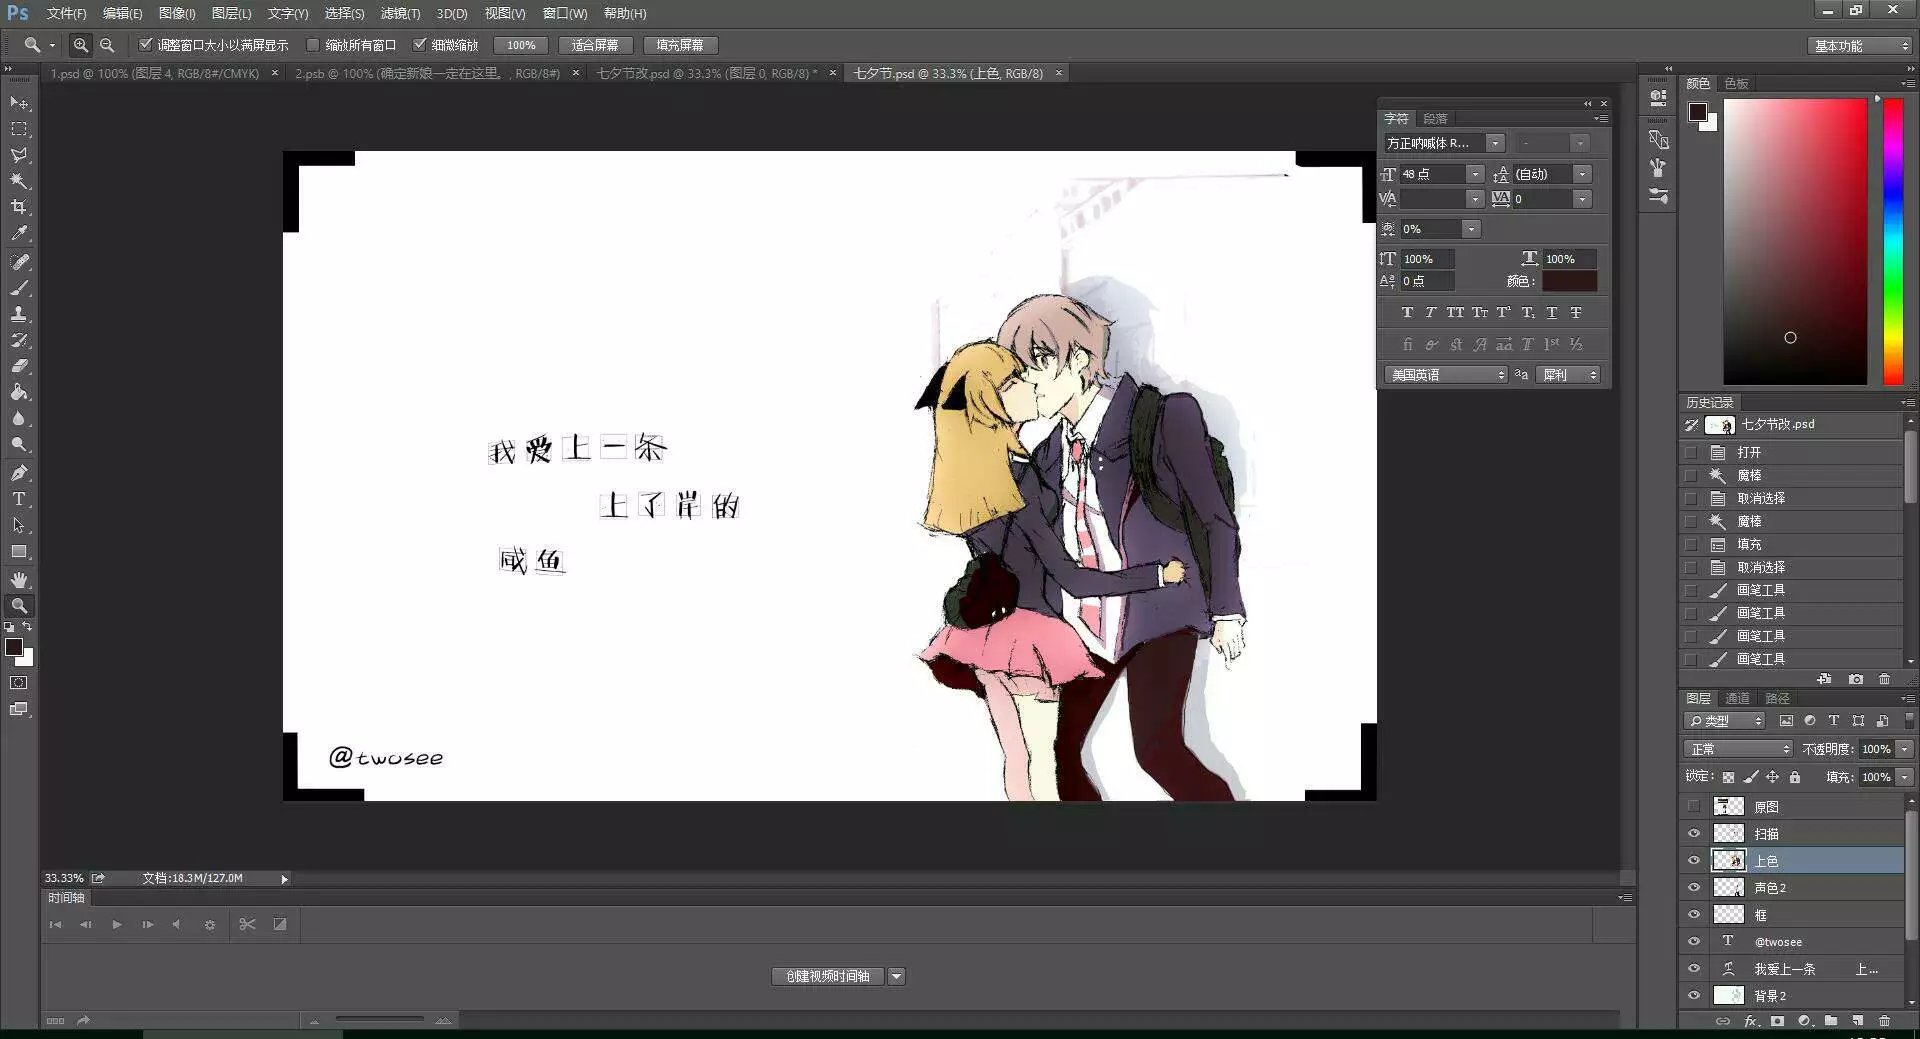 Ps 文件(F) 编辑(E) 图像(I) 图层(L) 文字(Y) 选择(S) 滤镜(T) 3D(D) 视图(V) 窗口(W) 帮助(H)
调整窗口大小以满屏显示 缩放所有窗口 细微缩放 100% 适合屏幕 填充屏幕 基本功能
1.psd @ 100% (图层 4, RGB/8#/CMYK) × 2.psb @ 100% (确定新娘一定在这里。, RGB/8#) × 七夕节改.psd @ 33.3% (图层 0, RGB/8) * × 七夕节.psd @ 33.3% (上色, RGB/8) ×
字符 段落
方正呐喊体 R... -
48 点 (自动)
0
0%
100% 100%
0 点 颜色：
美国英语 aa 犀利
我爱上一条
上了岸的
咸鱼
@twosee
33.33% 文档:18.3M/127.0M
时间轴
创建视频时间轴
颜色 色板
历史记录
七夕节改.psd
打开
魔棒
取消选择
魔棒
填充
取消选择
画笔工具
画笔工具
画笔工具
画笔工具
图层 通道 路径
类型
正常 不透明度: 100%
锁定: 填充: 100%
原图
扫描
上色
声色2
框
@twosee
我爱上一条 上...
背景2